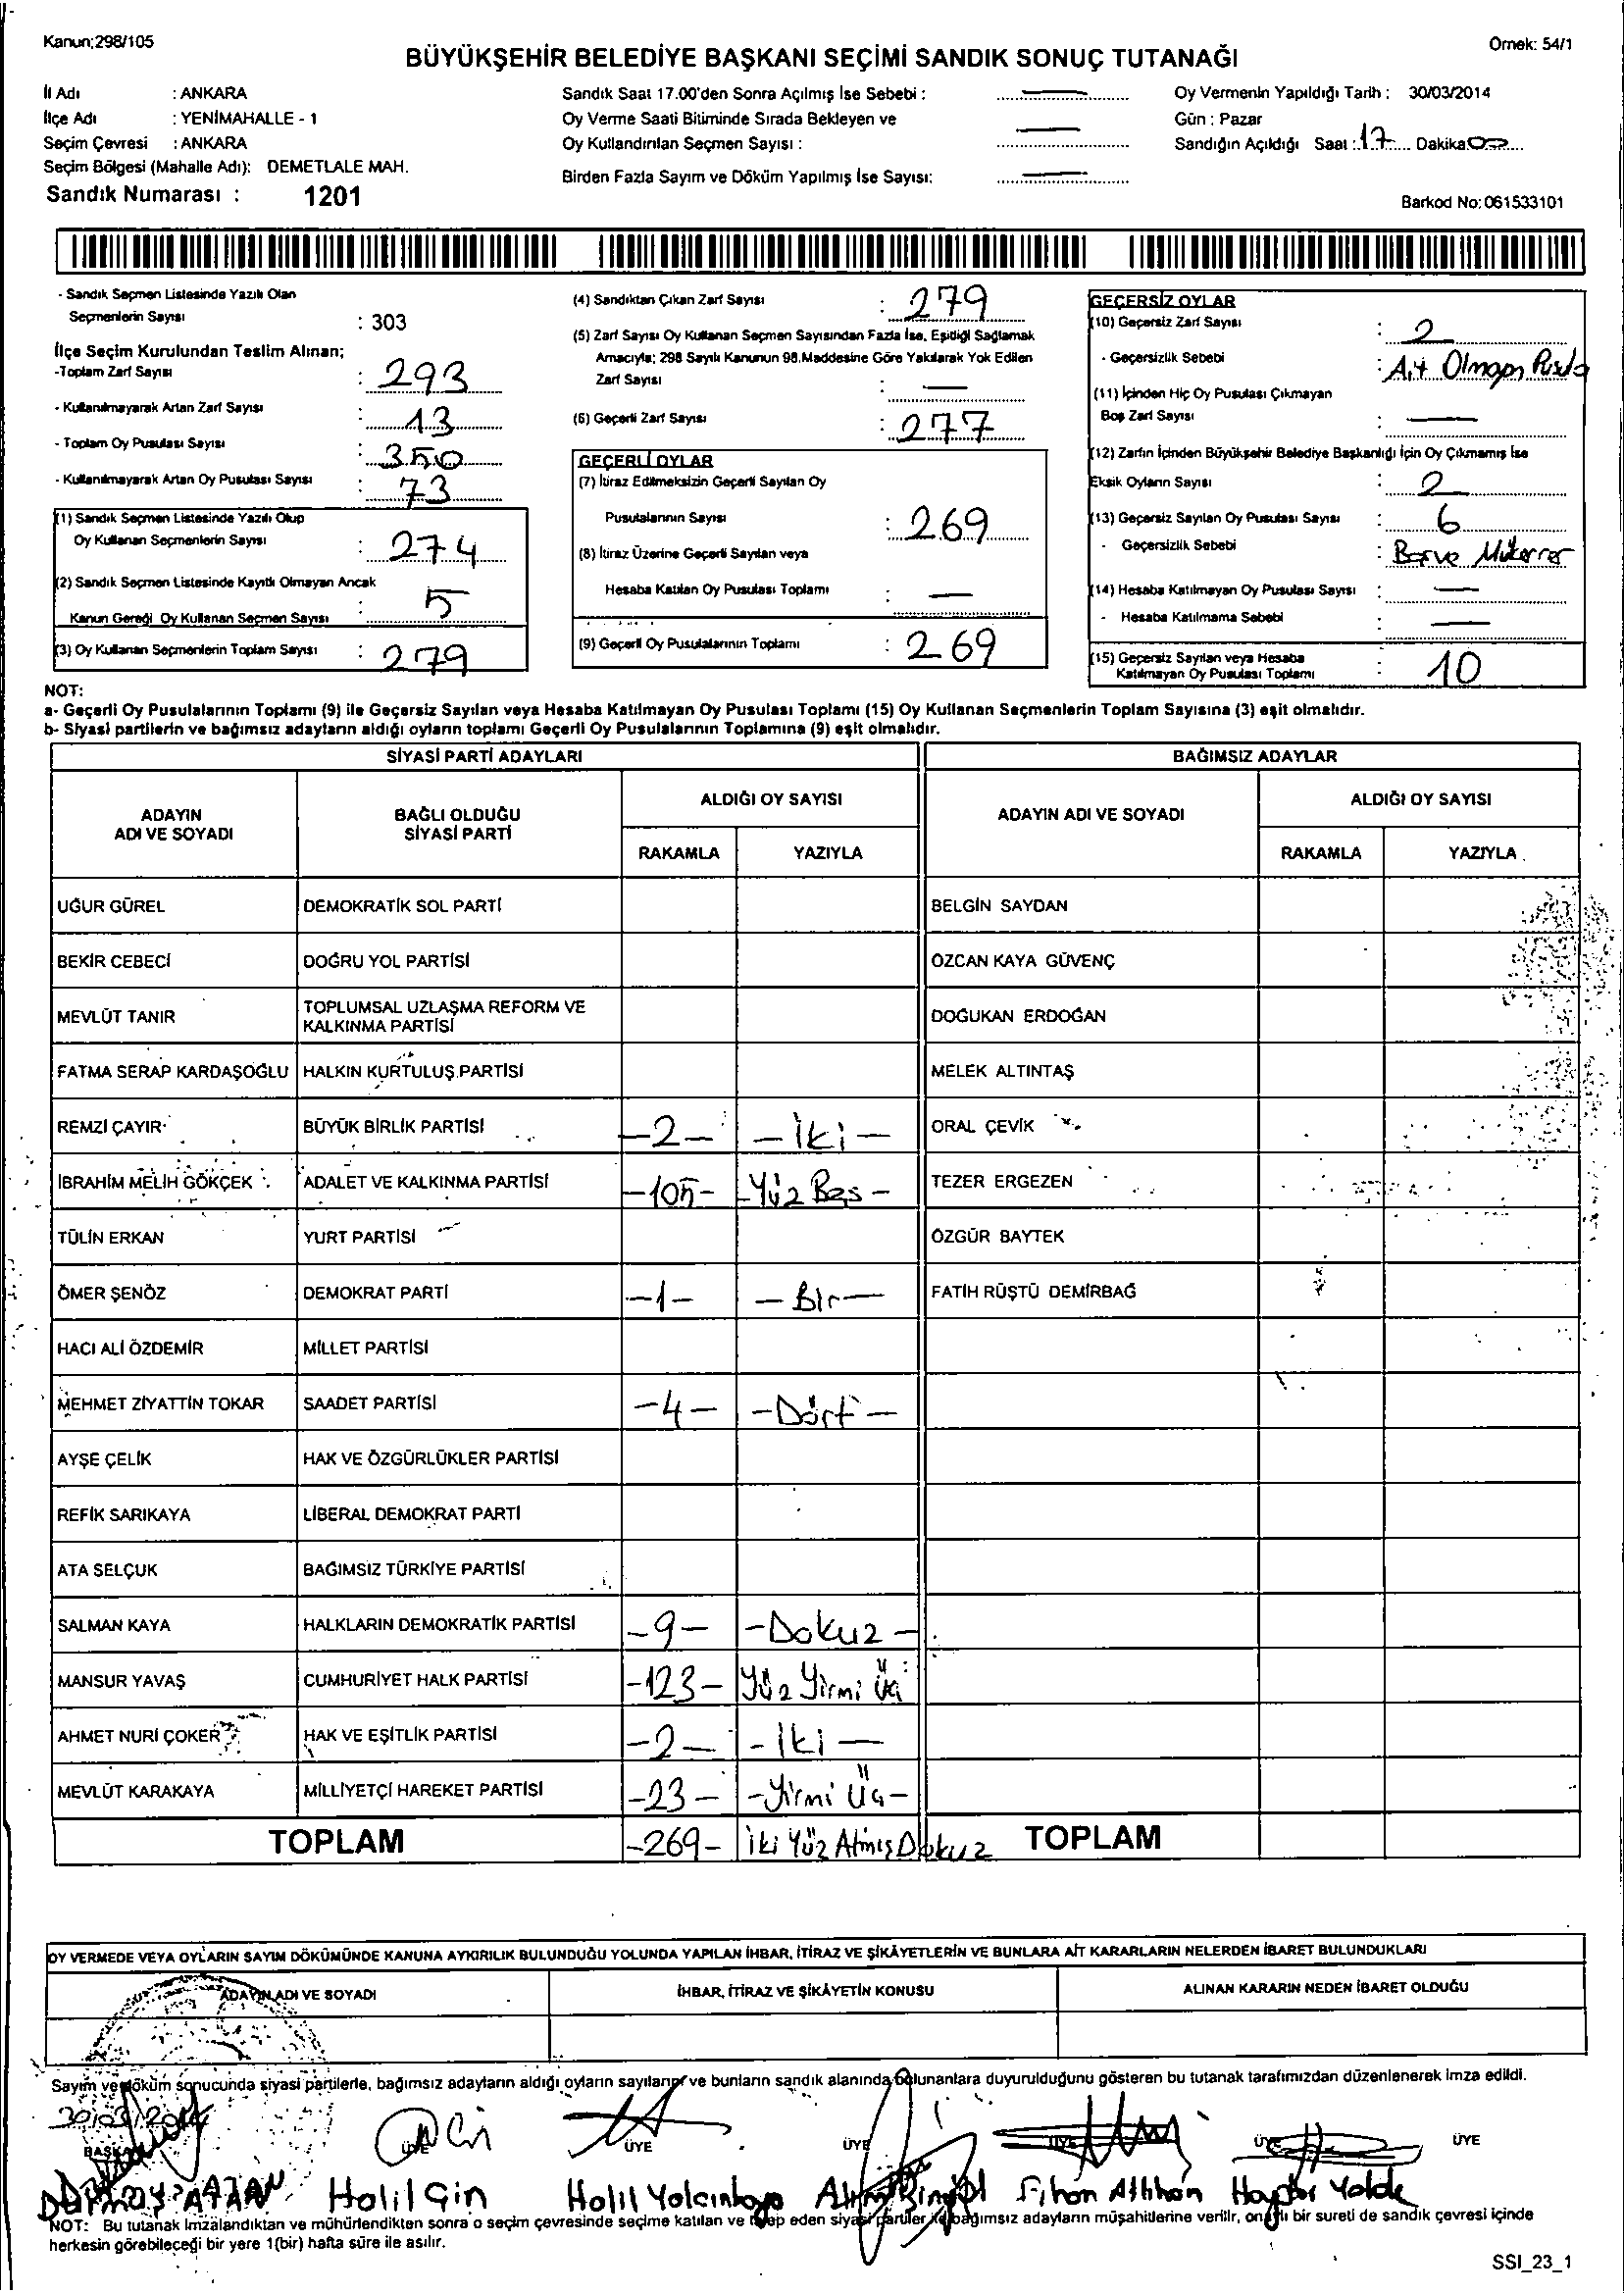 Kanun;298/105
Örnek: 54/1
BÜYÜKŞEHİR BELEDİYE BAŞKANI SEÇİMİ SANDIK SONUÇ TUTANAĞI
İl Adı : ANKARA
İlçe Adı : YENİMAHALLE - 1
Seçim Çevresi : ANKARA
Seçim Bölgesi (Mahalle Adı): DEMETLALE MAH.
Sandık Numarası : 1201
Sandık Saat 17.00'den Sonra Açılmış İse Sebebi : —
Oy Verme Saati Bitiminde Sırada Bekleyen ve
Oy Kullandırılan Seçmen Sayısı : —
Birden Fazla Sayım ve Döküm Yapılmış İse Sayısı: —
Oy Vermenin Yapıldığı Tarih : 30/03/2014
Gün : Pazar
Sandığın Açıldığı Saat : 17 Dakika 00
Barkod No: 061533101
- Sandık Seçmen Listesinde Yazılı Olan
Seçmenlerin Sayısı : 303
İlçe Seçim Kurulundan Teslim Alınan;
-Toplam Zarf Sayısı : 293
- Kullanılmayarak Artan Zarf Sayısı : 13
- Toplam Oy Pusulası Sayısı : 350
- Kullanılmayarak Artan Oy Pusulası Sayısı : 73
(1) Sandık Seçmen Listesinde Yazılı Olup
Oy Kullanan Seçmenlerin Sayısı : 274
(2) Sandık Seçmen Listesinde Kayıtlı Olmayan Ancak
Kanun Gereği Oy Kullanan Seçmen Sayısı : 5
(3) Oy Kullanan Seçmenlerin Toplam Sayısı : 279
(4) Sandıktan Çıkan Zarf Sayısı : 279
(5) Zarf Sayısı Oy Kullanan Seçmen Sayısından Fazla İse, Eşitliği Sağlamak
Amacıyla; 298 Sayılı Kanunun 98.Maddesine Göre Yakılarak Yok Edilen
Zarf Sayısı : —
(6) Geçerli Zarf Sayısı : 277
GEÇERLİ OYLAR
(7) İtiraz Edilmeksizin Geçerli Sayılan Oy
Pusulalarının Sayısı : 269
(8) İtiraz Üzerine Geçerli Sayılan veya
Hesaba Katılan Oy Pusulası Toplamı : —
(9) Geçerli Oy Pusulalarının Toplamı : 269
GEÇERSİZ OYLAR
(10) Geçersiz Zarf Sayısı : 2
- Geçersizlik Sebebi : Ait Olmayn Pusula
(11) İçinden Hiç Oy Pusulası Çıkmayan
Boş Zarf Sayısı : —
(12) Zarfın İçinden Büyükşehir Belediye Başkanlığı İçin Oy Çıkmamış İse
Eksik Oyların Sayısı : 2
(13) Geçersiz Sayılan Oy Pusulası Sayısı : 6
- Geçersizlik Sebebi : Mükerrer
(14) Hesaba Katılmayan Oy Pusulası Sayısı : —
- Hesaba Katılmama Sebebi : —
(15) Geçersiz Sayılan veya Hesaba
Katılmayan Oy Pusulası Toplamı : 10
NOT:
a- Geçerli Oy Pusulalarının Toplamı (9) ile Geçersiz Sayılan veya Hesaba Katılmayan Oy Pusulası Toplamı (15) Oy Kullanan Seçmenlerin Toplam Sayısına (3) eşit olmalıdır.
b- Siyasi partilerin ve bağımsız adayların aldığı oyların toplamı Geçerli Oy Pusulalarının Toplamına (9) eşit olmalıdır.
SİYASİ PARTİ ADAYLARI BAĞIMSIZ ADAYLAR
ADAYIN ADI VE SOYADI BAĞLI OLDUĞU SİYASİ PARTİ ALDIĞI OY SAYISI ADAYIN ADI VE SOYADI ALDIĞI OY SAYISI
RAKAMLA YAZIYLA RAKAMLA YAZIYLA
UĞUR GÜREL DEMOKRATİK SOL PARTİ BELGİN SAYDAN
BEKİR CEBECİ DOĞRU YOL PARTİSİ ÖZCAN KAYA GÜVENÇ
MEVLÜT TANIR TOPLUMSAL UZLAŞMA REFORM VE KALKINMA PARTİSİ DOĞUKAN ERDOĞAN
FATMA SERAP KARDAŞOĞLU HALKIN KURTULUŞ PARTİSİ MELEK ALTINTAŞ
REMZİ ÇAYIR BÜYÜK BİRLİK PARTİSİ -2- - İki - ORAL ÇEVİK
İBRAHİM MELİH GÖKÇEK ADALET VE KALKINMA PARTİSİ -105- -Yüz Beş- TEZER ERGEZEN
TÜLİN ERKAN YURT PARTİSİ ÖZGÜR BAYTEK
ÖMER ŞENÖZ DEMOKRAT PARTİ -1- - Bir - FATİH RÜŞTÜ DEMİRBAĞ
HACI ALİ ÖZDEMİR MİLLET PARTİSİ
MEHMET ZİYATTİN TOKAR SAADET PARTİSİ -4- -Dört-
AYŞE ÇELİK HAK VE ÖZGÜRLÜKLER PARTİSİ
REFİK SARIKAYA LİBERAL DEMOKRAT PARTİ
ATA SELÇUK BAĞIMSIZ TÜRKİYE PARTİSİ
SALMAN KAYA HALKLARIN DEMOKRATİK PARTİSİ -9- -Dokuz-
MANSUR YAVAŞ CUMHURİYET HALK PARTİSİ -123- Yüz Yirmi Üç
AHMET NURİ ÇOKER HAK VE EŞİTLİK PARTİSİ -2- -İki-
MEVLÜT KARAKAYA MİLLİYETÇİ HAREKET PARTİSİ -23- -Yirmi Üç-
TOPLAM -269- İki Yüz Atmış Dokuz TOPLAM
OY VERMEDE VEYA OYLARIN SAYIM DÖKÜMÜNDE KANUNA AYKIRILIK BULUNDUĞU YOLUNDA YAPILAN İHBAR, İTİRAZ VE ŞİKÂYETLERİN VE BUNLARA AİT KARARLARIN NELERDEN İBARET BULUNDUKLARI
ADAYIN ADI VE SOYADI İHBAR, İTİRAZ VE ŞİKÂYETİN KONUSU ALINAN KARARIN NEDEN İBARET OLDUĞU
Sayım ve döküm sonucunda siyasi partilerle, bağımsız adayların aldığı oyların sayılarını ve bunların sandık alanında bulunanlara duyurulduğunu gösteren bu tutanak tarafımızdan düzenlenerek imza edildi.
30/03/2014
BAŞKAN ÜYE ÜYE ÜYE ÜYE ÜYE ÜYE
Durmuş ATAN Halil Gin Halil Yalçınkaya Bingöl
NOT: Bu tutanak imzalandıktan ve mühürlendikten sonra o seçim çevresinde seçime katılan ve talep eden siyasi partiler ile bağımsız adayların müşahitlerine verilir, onaylı bir sureti de sandık çevresi içinde
herkesin görebileceği bir yere 1(bir) hafta süre ile asılır.
SSI_23_1